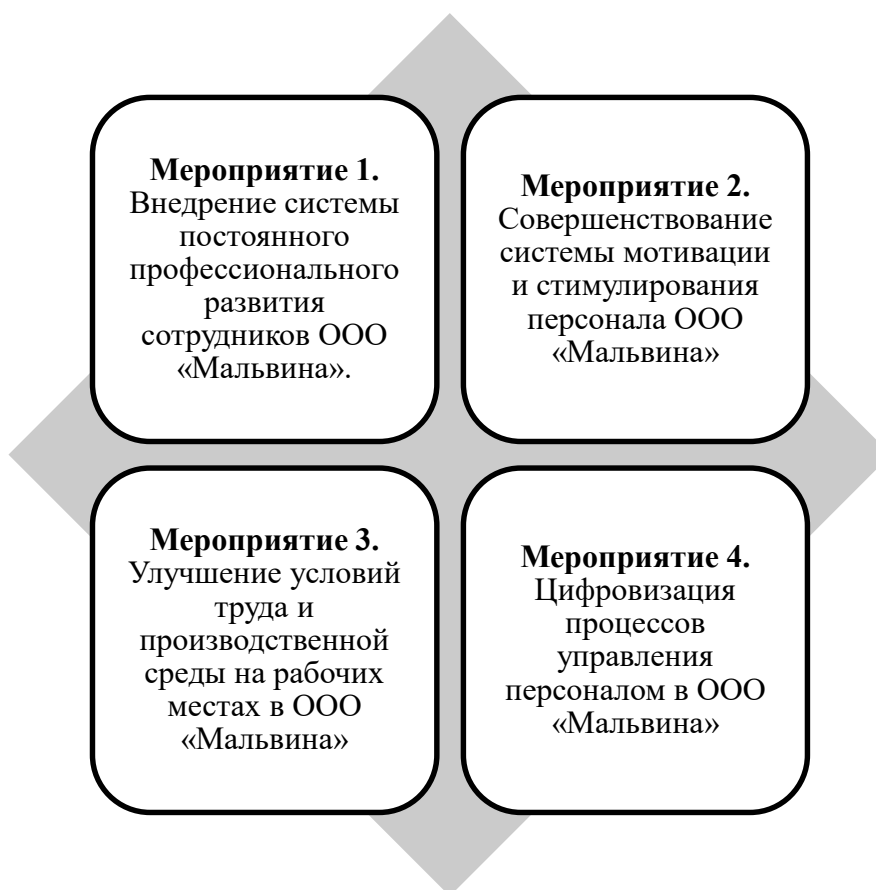 Мероприятие 1.
Внедрение системы
постоянного
профессионального
развития
сотрудников ООО
«Мальвина».
Мероприятие 2.
Совершенствование
системы мотивации
и стимулирования
персонала ООО
«Мальвина»
Мероприятие 3.
Улучшение условий
труда и
производственной
среды на рабочих
местах в ООО
«Мальвина»
Мероприятие 4.
Цифровизация
процессов
управления
персоналом в ООО
«Мальвина»